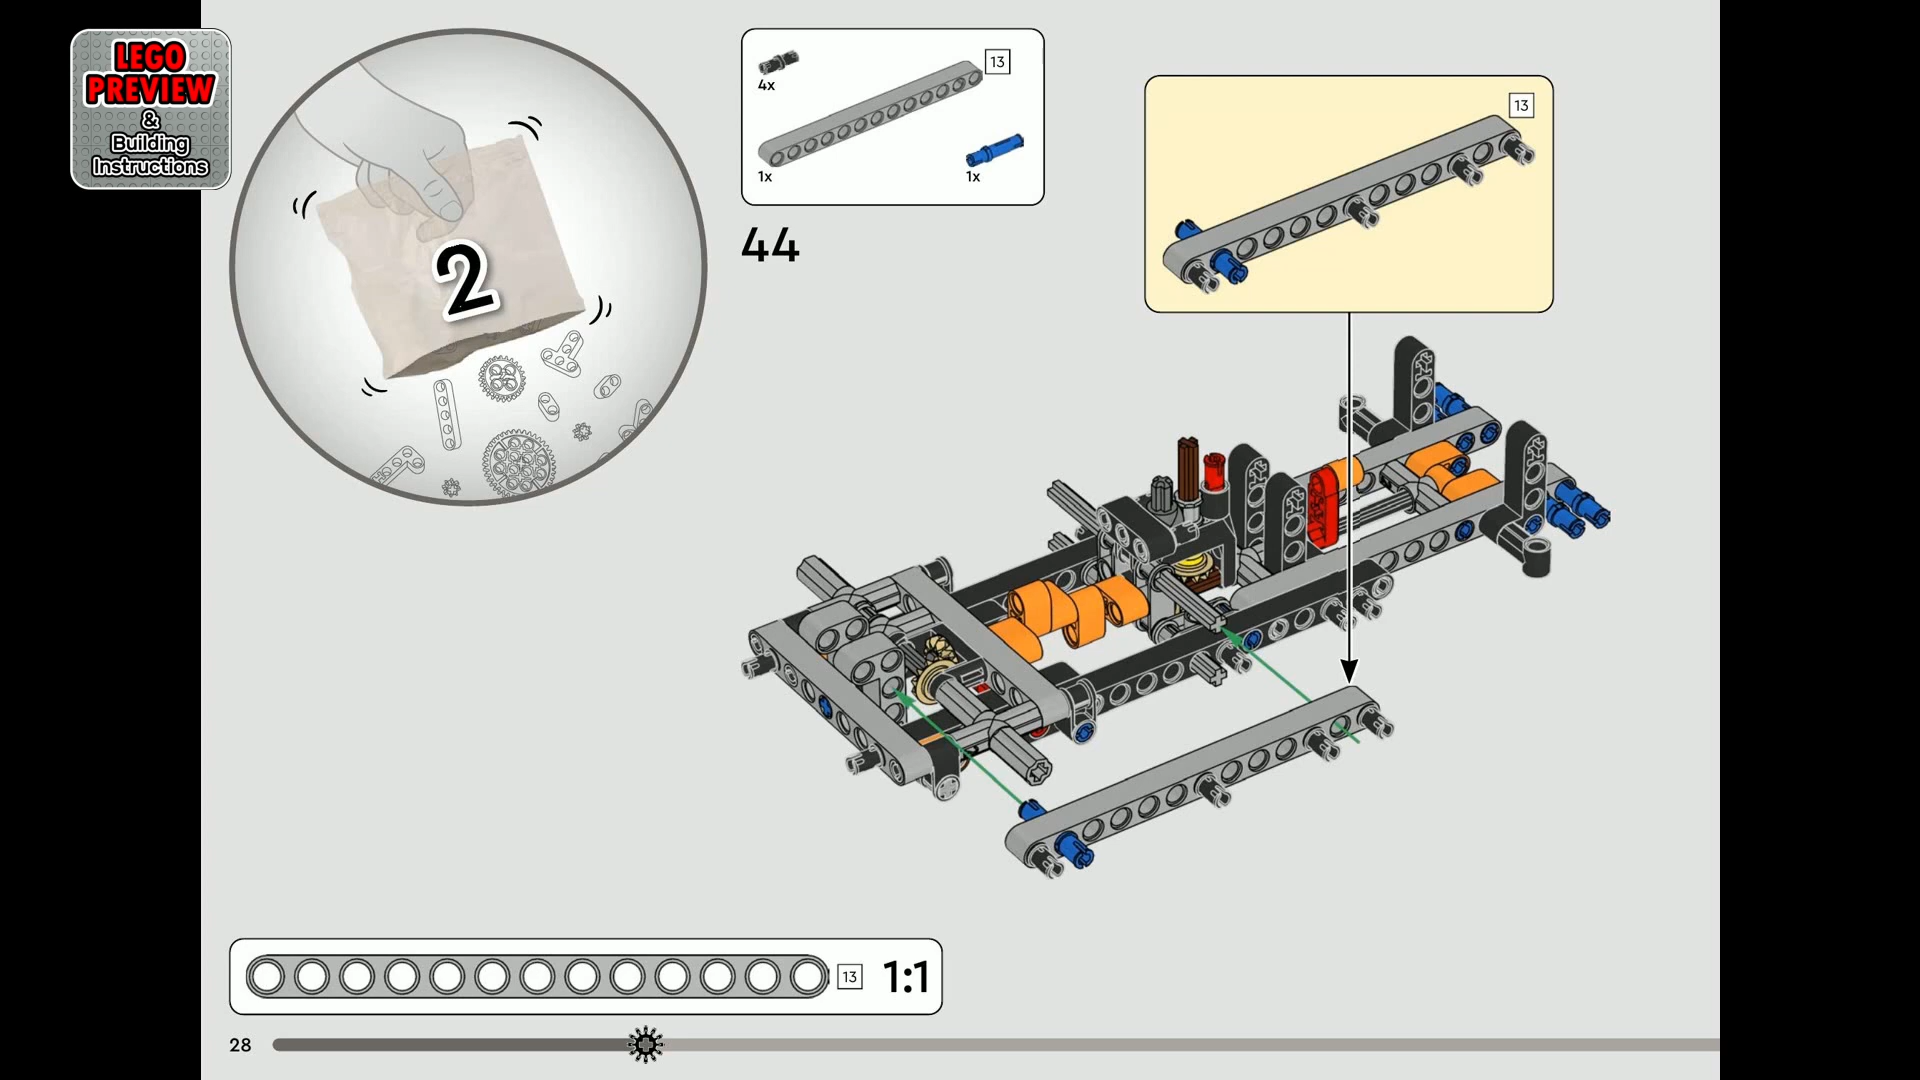 LEGO
PREVIEW
&
Building
Instructions
2
4x
13
1x
1x
44
13
13
1:1
28